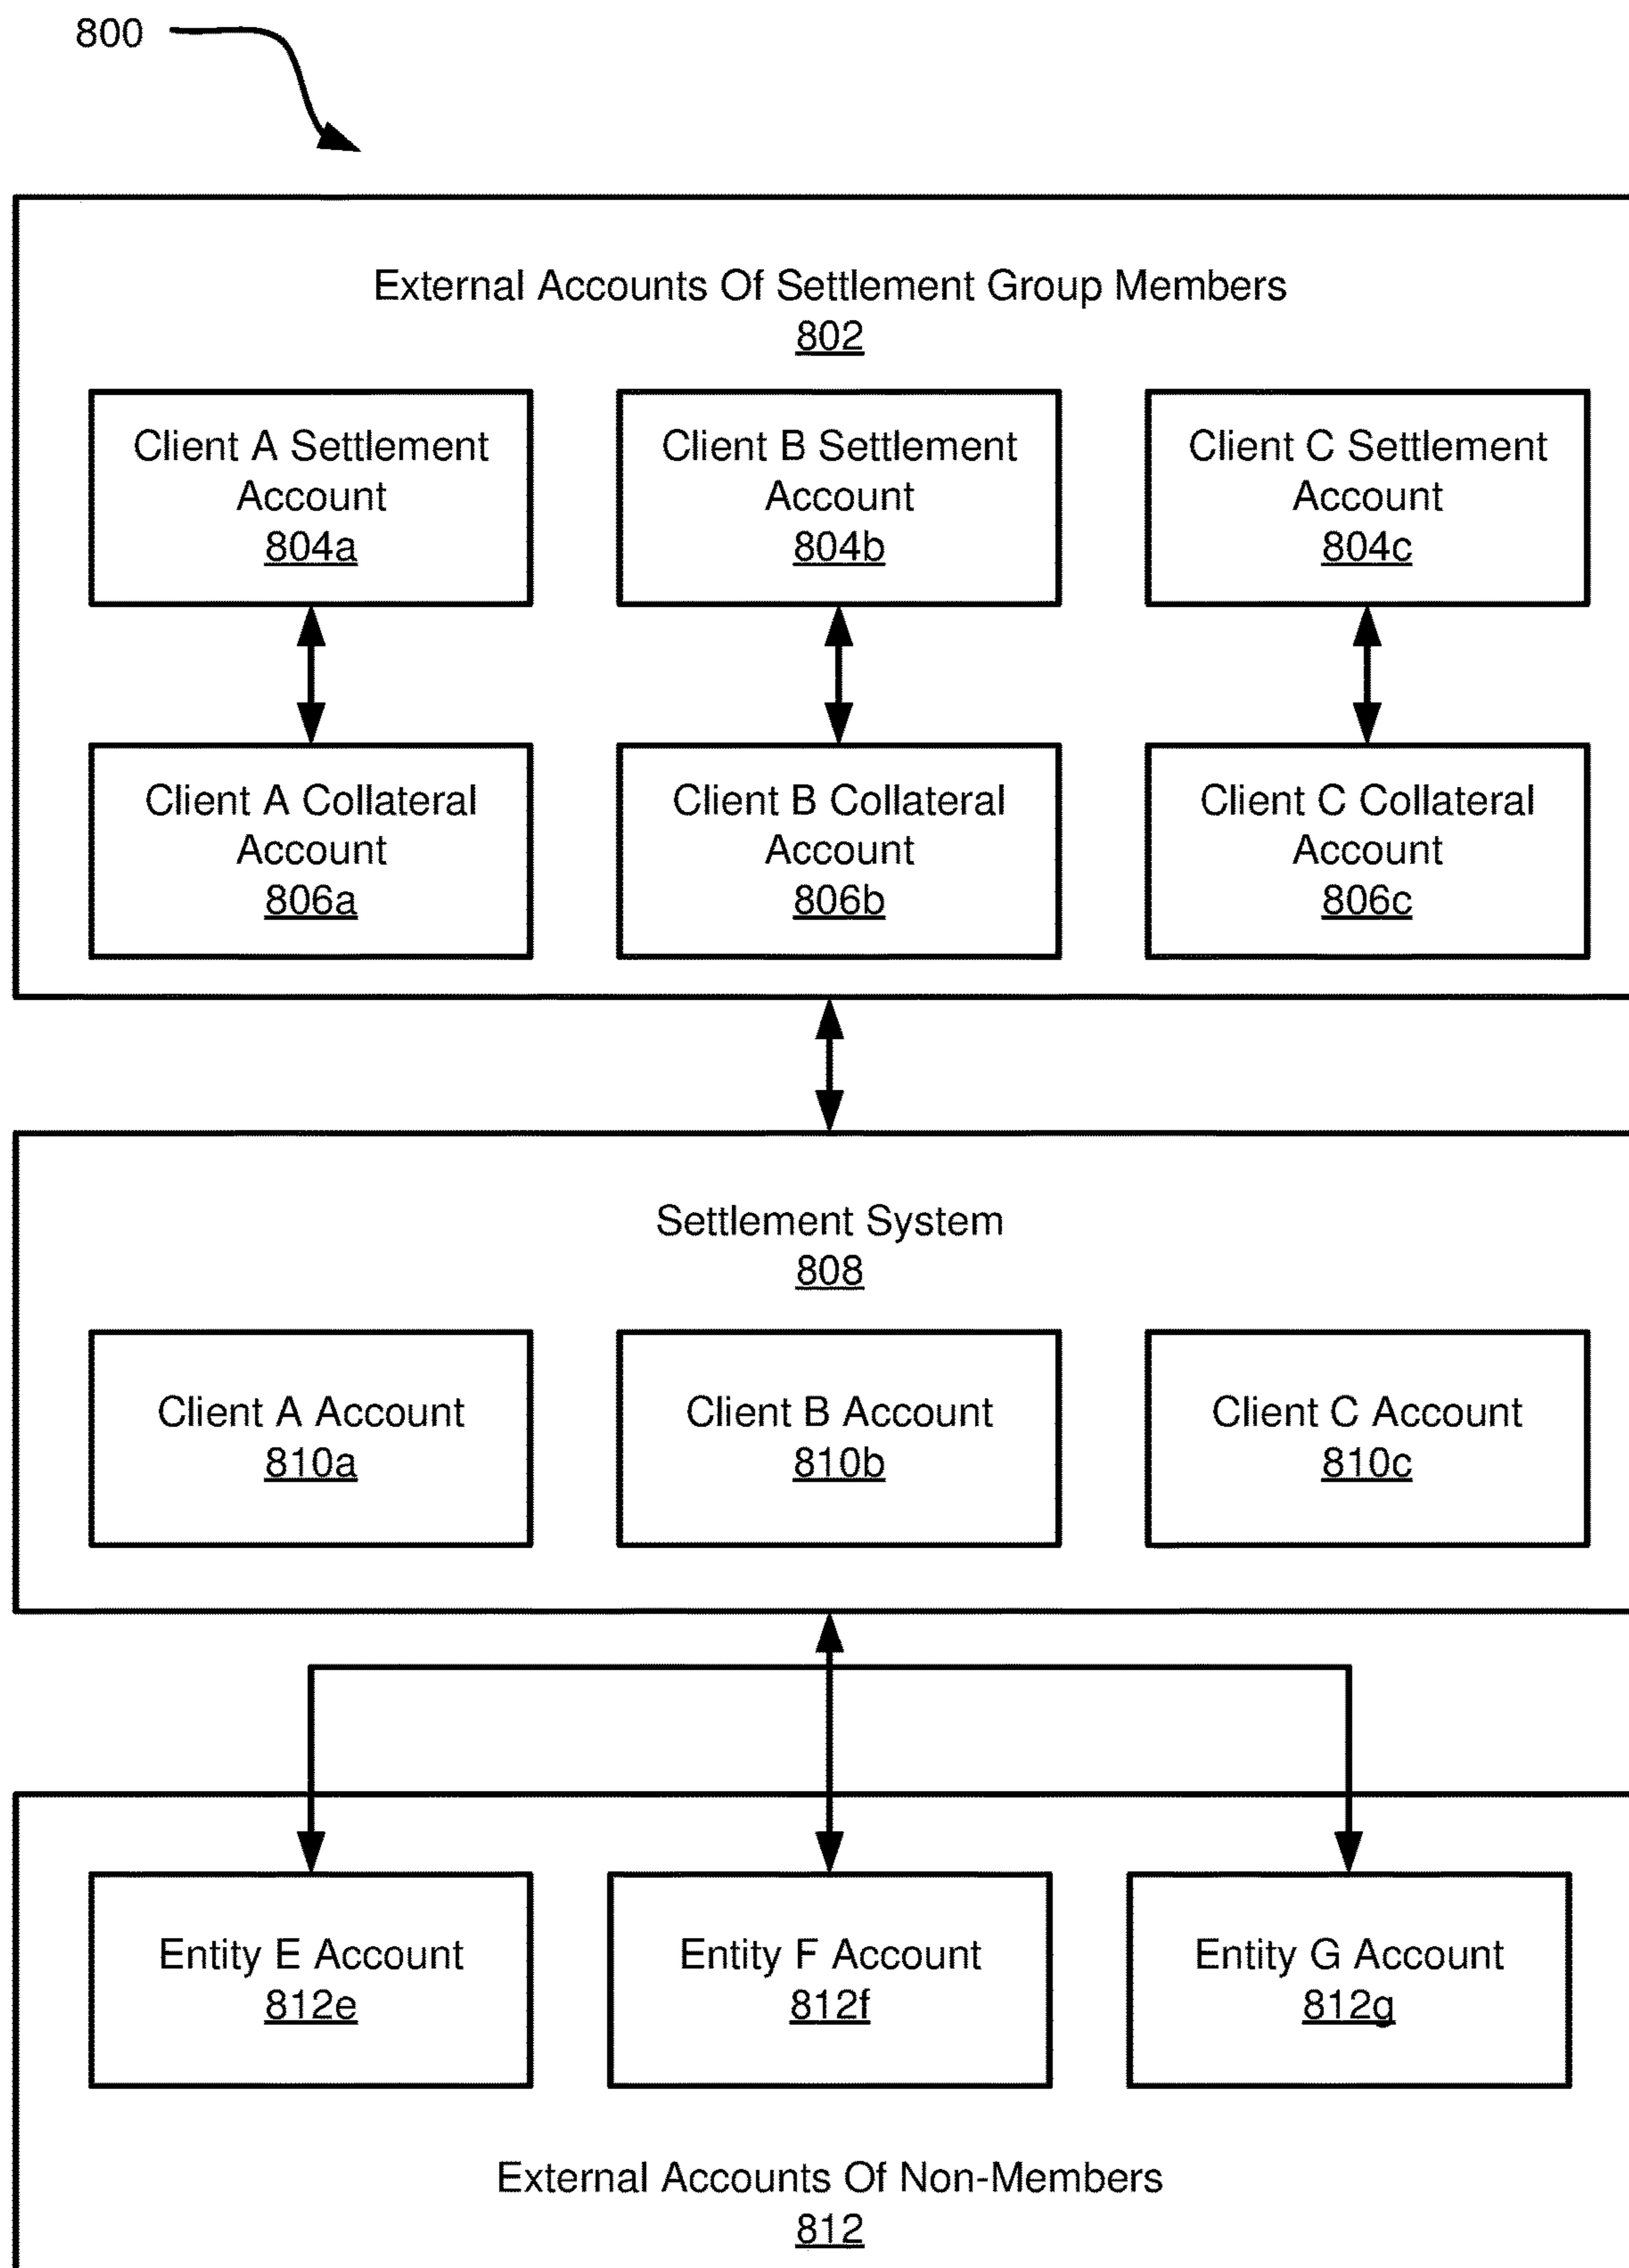 800
External Accounts Of Settlement Group Members
802
Client A Settlement
Account
804a
Client B Settlement
Account
804b
Client C Settlement
Account
804c
Client A Collateral
Account
806a
Client B Collateral
Account
806b
Client C Collateral
Account
806c
Settlement System
808
Client A Account
810a
Client B Account
810b
Client C Account
810c
Entity E Account
812e
Entity F Account
812f
Entity G Account
812g
External Accounts Of Non-Members
812